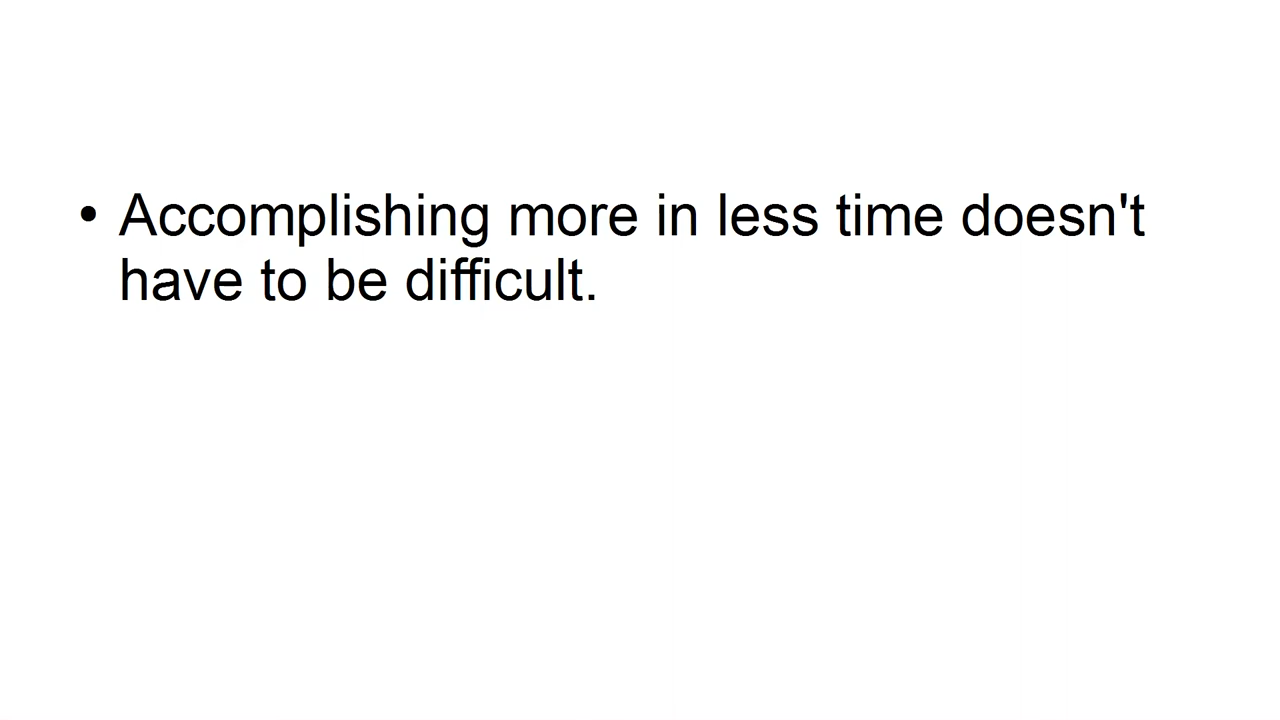 • Accomplishing more in less time doesn't
have to be difficult.